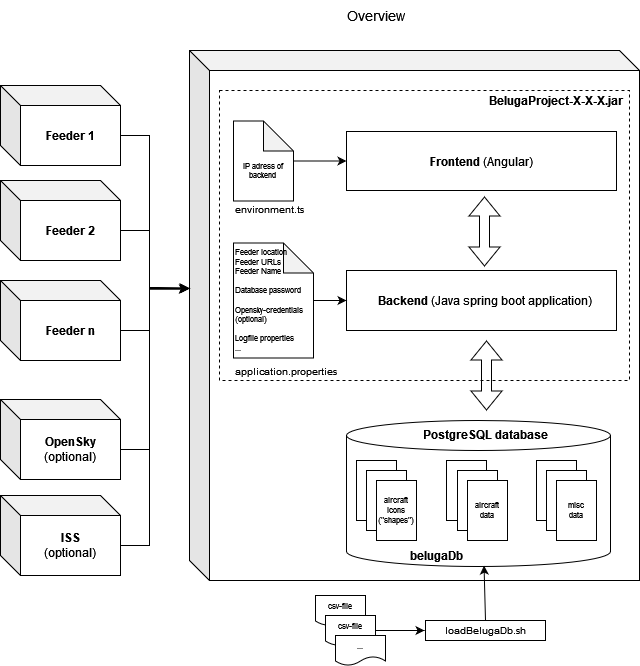 Overview
BelugaProject-X-X-X.jar
Feeder 1
Feeder 2
Feeder n
OpenSky
(optional)
ISS
(optional)
IP adress of
backend
environment.ts
Frontend (Angular)
Feeder location
Feeder URLs
Feeder Name
Database password
Opensky-credentials
(optional)
Logfile properties
...
application.properties
Backend (Java spring boot application)
PostgreSQL database
aircraft
icons
("shapes")
aircraft
data
misc
data
belugaDb
csv-file
csv-file
...
loadBelugaDb.sh